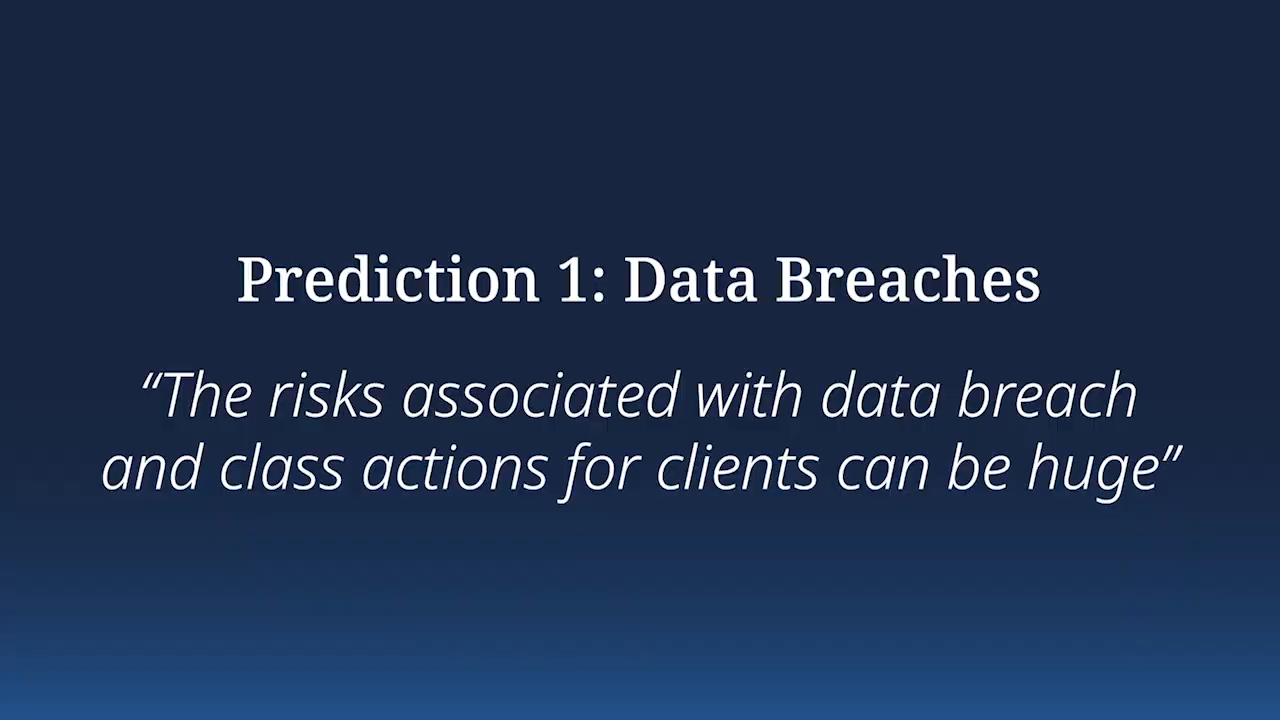 Prediction 1: Data Breaches
“The risks associated with data breach
and class actions for clients can be huge”